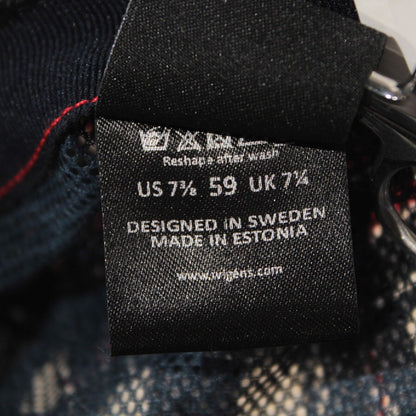 Reshape after wash
US 7⅜ 59 UK 7¼
DESIGNED IN SWEDEN
MADE IN ESTONIA
www.wigens.com